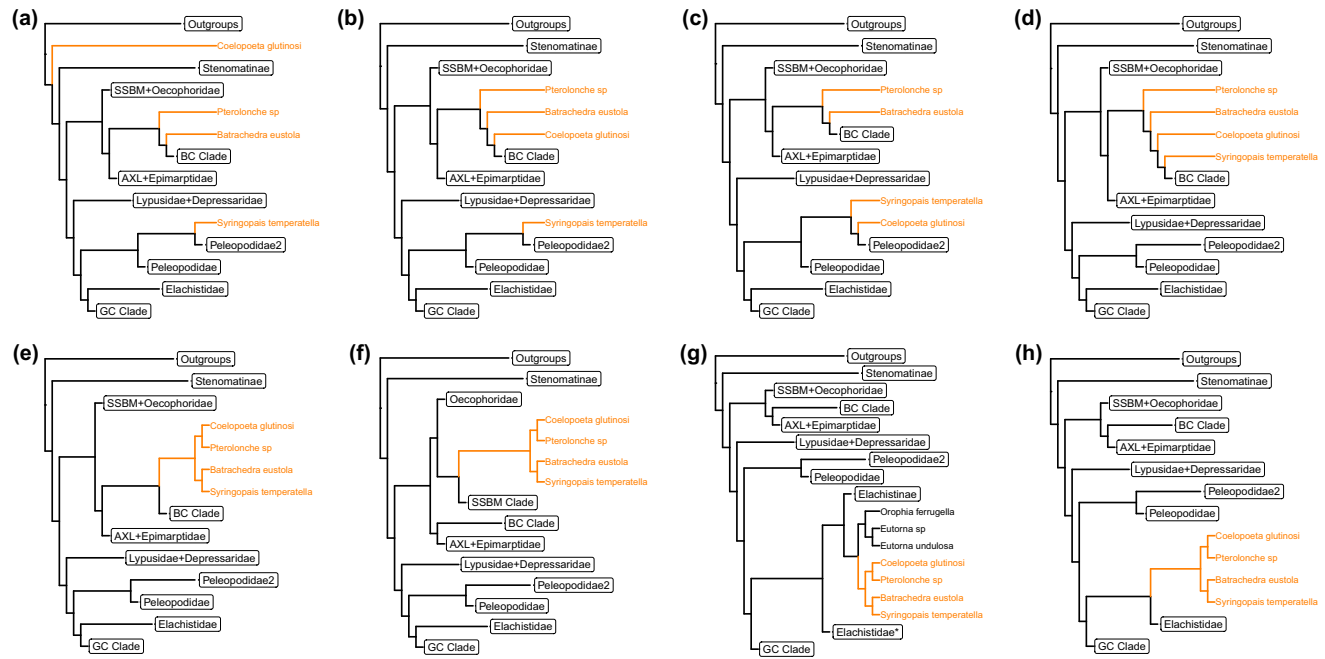 (a)
Outgroups
Coelopoeta glutinosi
Stenomatinae
SSBM+Oecophoridae
Pterolonche sp
Batrachedra eustola
BC Clade
AXL+Epimarptidae
Lypusidae+Depressaridae
Syringopais temperatella
Peleopodidae2
Peleopodidae
Elachistidae
GC Clade
(b)
Outgroups
Stenomatinae
SSBM+Oecophoridae
Pterolonche sp
Batrachedra eustola
Coelopoeta glutinosi
BC Clade
AXL+Epimarptidae
Lypusidae+Depressaridae
Syringopais temperatella
Peleopodidae2
Peleopodidae
Elachistidae
GC Clade
(c)
Outgroups
Stenomatinae
SSBM+Oecophoridae
Pterolonche sp
Batrachedra eustola
BC Clade
AXL+Epimarptidae
Lypusidae+Depressaridae
Syringopais temperatella
Coelopoeta glutinosi
Peleopodidae2
Peleopodidae
Elachistidae
GC Clade
(d)
Outgroups
Stenomatinae
SSBM+Oecophoridae
Pterolonche sp
Batrachedra eustola
Coelopoeta glutinosi
Syringopais temperatella
BC Clade
AXL+Epimarptidae
Lypusidae+Depressaridae
Peleopodidae2
Peleopodidae
Elachistidae
GC Clade
(e)
Outgroups
Stenomatinae
SSBM+Oecophoridae
Coelopoeta glutinosi
Pterolonche sp
Batrachedra eustola
Syringopais temperatella
BC Clade
AXL+Epimarptidae
Lypusidae+Depressaridae
Peleopodidae2
Peleopodidae
Elachistidae
GC Clade
(f)
Outgroups
Stenomatinae
Oecophoridae
Coelopoeta glutinosi
Pterolonche sp
Batrachedra eustola
Syringopais temperatella
SSBM Clade
BC Clade
AXL+Epimarptidae
Lypusidae+Depressaridae
Peleopodidae2
Peleopodidae
Elachistidae
GC Clade
(g)
Outgroups
Stenomatinae
SSBM+Oecophoridae
BC Clade
AXL+Epimarptidae
Lypusidae+Depressaridae
Peleopodidae2
Peleopodidae
Elachistinae
Orophia ferrugella
Eutorna sp
Eutorna undulosa
Coelopoeta glutinosi
Pterolonche sp
Batrachedra eustola
Syringopais temperatella
Elachistidae*
GC Clade
(h)
Outgroups
Stenomatinae
SSBM+Oecophoridae
BC Clade
AXL+Epimarptidae
Lypusidae+Depressaridae
Peleopodidae2
Peleopodidae
Coelopoeta glutinosi
Pterolonche sp
Batrachedra eustola
Syringopais temperatella
Elachistidae
GC Clade